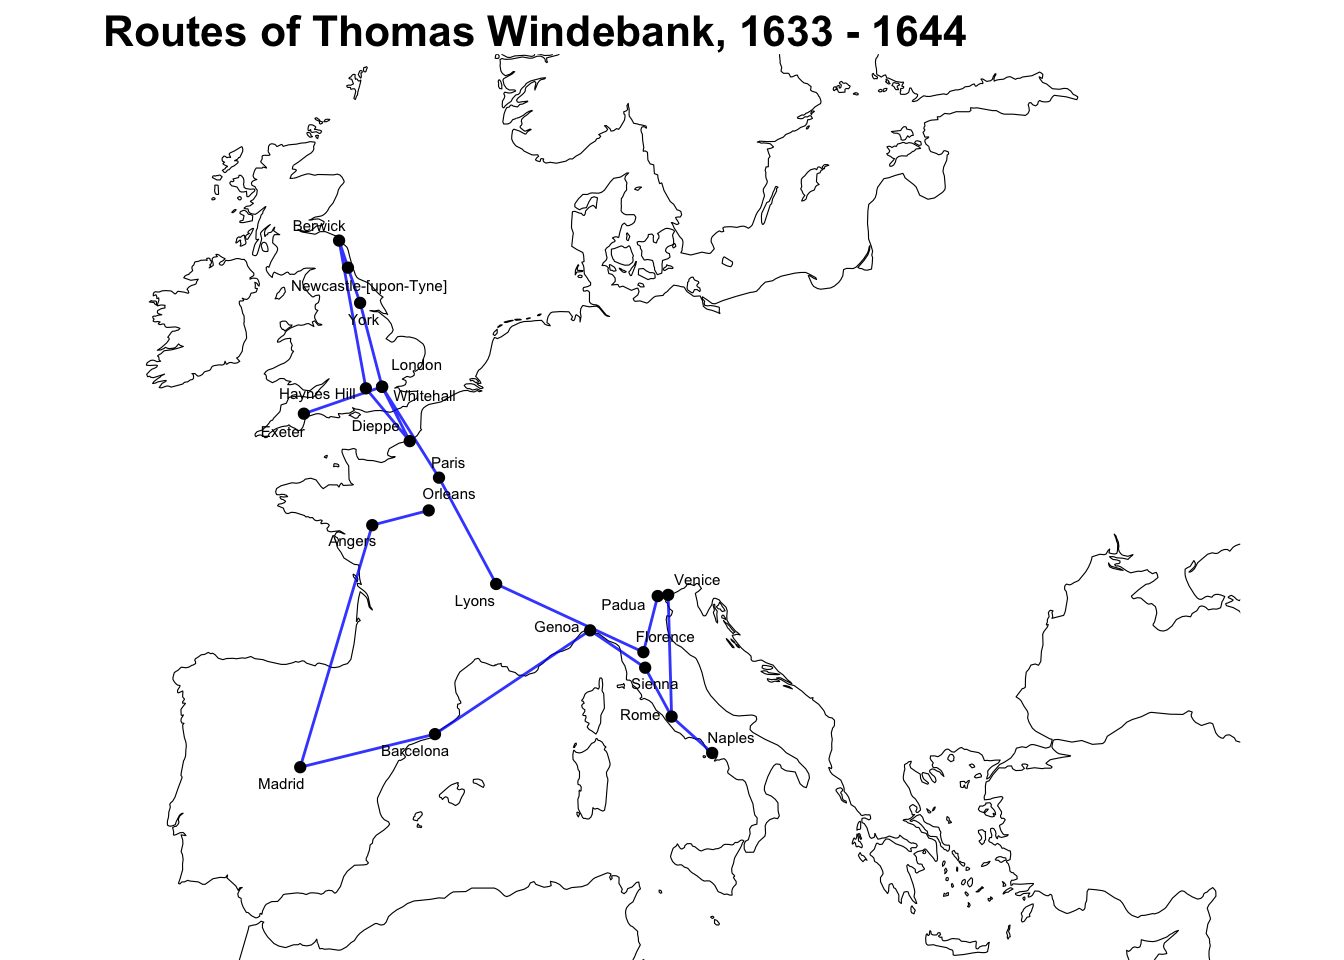 Routes of Thomas Windebank, 1633 - 1644
Berwick
Newcastle-[upon-Tyne]
York
London
Haynes Hill
Whitehall
Dieppe
Exeter
Paris
Orleans
Angers
Venice
Lyons
Padua
Genoa
Florence
Sienna
Rome
Naples
Barcelona
Madrid